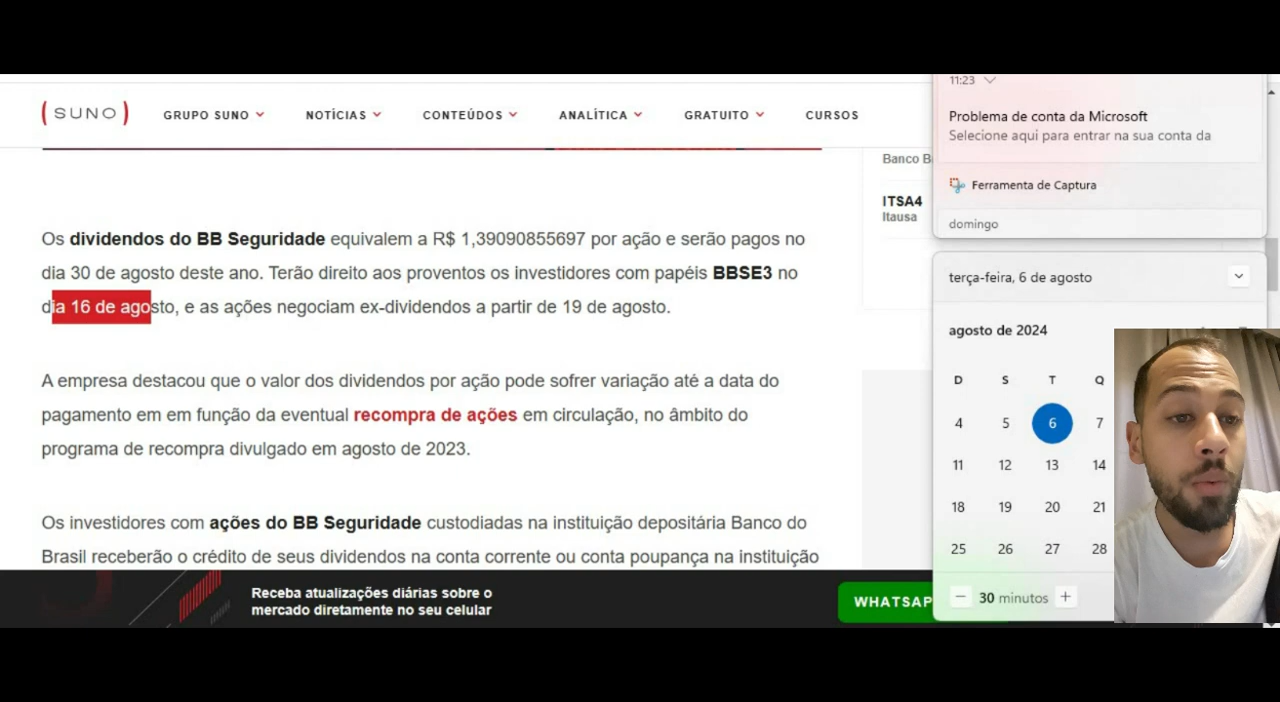 ( SUNO )
GRUPO SUNO
NOTÍCIAS
CONTEÚDOS
ANALÍTICA
GRATUITO
CURSOS
Os dividendos do BB Seguridade equivalem a R$ 1,39090855697 por ação e serão pagos no
dia 30 de agosto deste ano. Terão direito aos proventos os investidores com papéis BBSE3 no
dia 16 de agosto, e as ações negociam ex-dividendos a partir de 19 de agosto.
A empresa destacou que o valor dos dividendos por ação pode sofrer variação até a data do
pagamento em em função da eventual recompra de ações em circulação, no âmbito do
programa de recompra divulgado em agosto de 2023.
Os investidores com ações do BB Seguridade custodiadas na instituição depositária Banco do
Brasil receberão o crédito de seus dividendos na conta corrente ou conta poupança na instituição
Receba atualizações diárias sobre o
mercado diretamente no seu celular
WHATSAP
Banco B
ITSA4
Itausa
11:23
Problema de conta da Microsoft
Selecione aqui para entrar na sua conta da
Ferramenta de Captura
domingo
terça-feira, 6 de agosto
agosto de 2024
D S T Q
4 5 6 7
11 12 13 14
18 19 20 21
25 26 27 28
− 30 minutos +